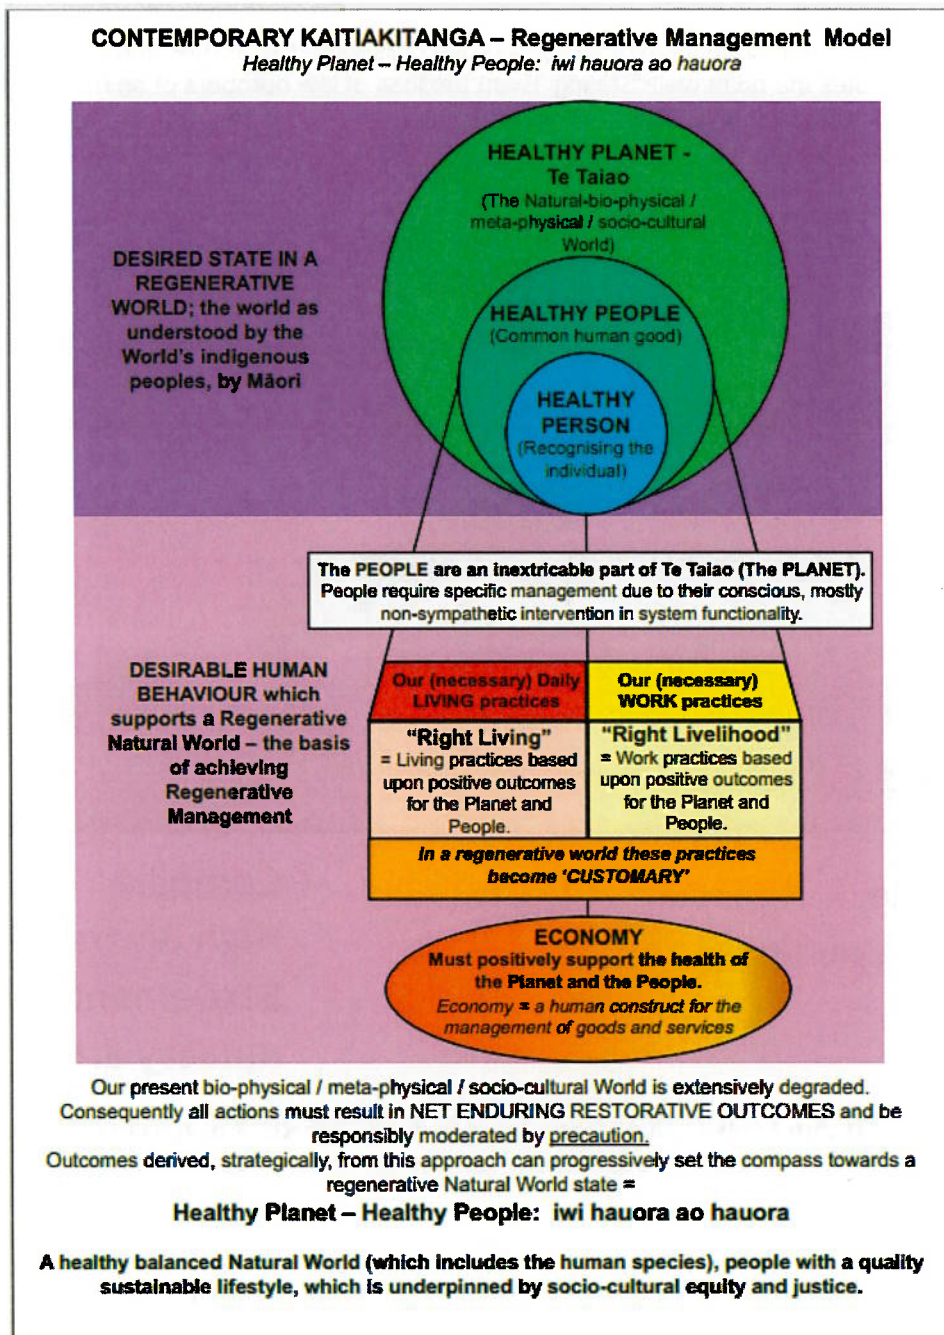 CONTEMPORARY KAITIAKITANGA – Regenerative Management Model
Healthy Planet – Healthy People: iwi hauora ao hauora
HEALTHY PLANET -
Te Taiao
(The Natural-bio-physical /
meta-physical / socio-cultural
World)
DESIRED STATE IN A
REGENERATIVE
WORLD; the world as
understood by the
World's indigenous
peoples, by Māori
HEALTHY PEOPLE
(Common human good)
HEALTHY
PERSON
(Recognising the
individual)
The PEOPLE are an inextricable part of Te Taiao (The PLANET).
People require specific management due to their conscious, mostly
non-sympathetic intervention in system functionality.
DESIRABLE HUMAN
BEHAVIOUR which
supports a Regenerative
Natural World – the basis
of achieving
Regenerative
Management
Our (necessary) Daily
LIVING practices
Our (necessary)
WORK practices
"Right Living"
= Living practices based
upon positive outcomes
for the Planet and
People.
"Right Livelihood"
= Work practices based
upon positive outcomes
for the Planet and
People.
In a regenerative world these practices
become 'CUSTOMARY'
ECONOMY
Must positively support the health of
the Planet and the People.
Economy = a human construct for the
management of goods and services
Our present bio-physical / meta-physical / socio-cultural World is extensively degraded.
Consequently all actions must result in NET ENDURING RESTORATIVE OUTCOMES and be
responsibly moderated by precaution.
Outcomes derived, strategically, from this approach can progressively set the compass towards a
regenerative Natural World state =
Healthy Planet – Healthy People: iwi hauora ao hauora
A healthy balanced Natural World (which includes the human species), people with a quality
sustainable lifestyle, which is underpinned by socio-cultural equity and justice.